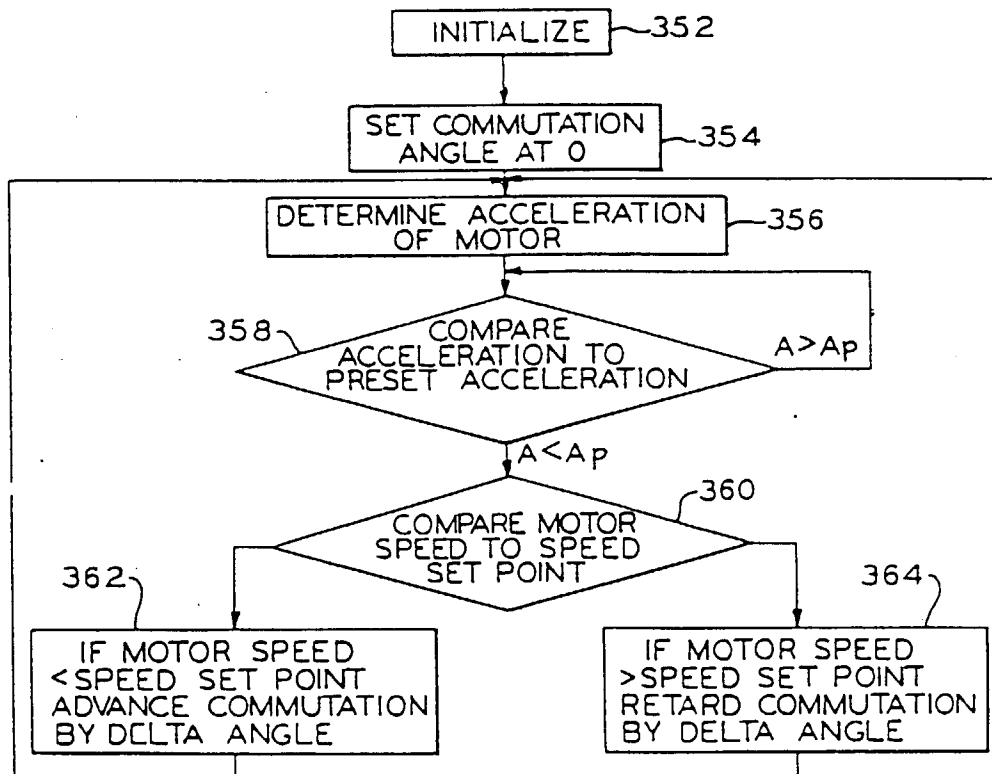 INITIALIZE
352
SET COMMUTATION
ANGLE AT 0
354
DETERMINE ACCELERATION
OF MOTOR
356
358
COMPARE
ACCELERATION TO
PRESET ACCELERATION
A>Ap
A<Ap
360
COMPARE MOTOR
SPEED TO SPEED
SET POINT
362
IF MOTOR SPEED
<SPEED SET POINT
ADVANCE COMMUTATION
BY DELTA ANGLE
364
IF MOTOR SPEED
>SPEED SET POINT
RETARD COMMUTATION
BY DELTA ANGLE